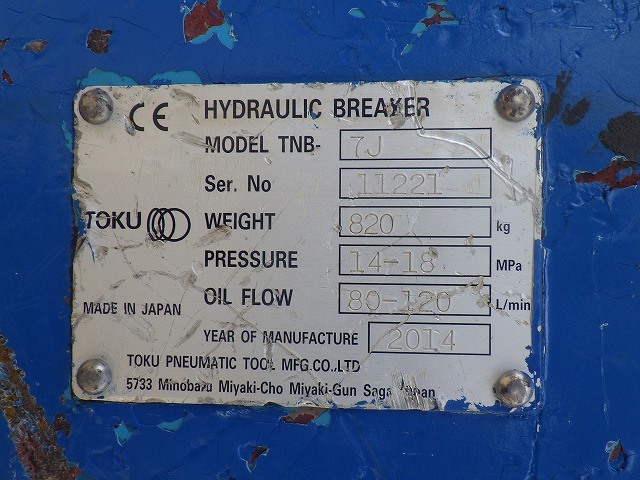 CE HYDRAULIC BREAKER
MODEL TNB- 7J
Ser. No 11221
TOKU WEIGHT 820 kg
PRESSURE 14-18 MPa
OIL FLOW 80-120 L/min
MADE IN JAPAN
YEAR OF MANUFACTURE 2014
TOKU PNEUMATIC TOOL MFG.CO.,LTD
5733 Minobaru Miyaki-Cho Miyaki-Gun Saga Japan